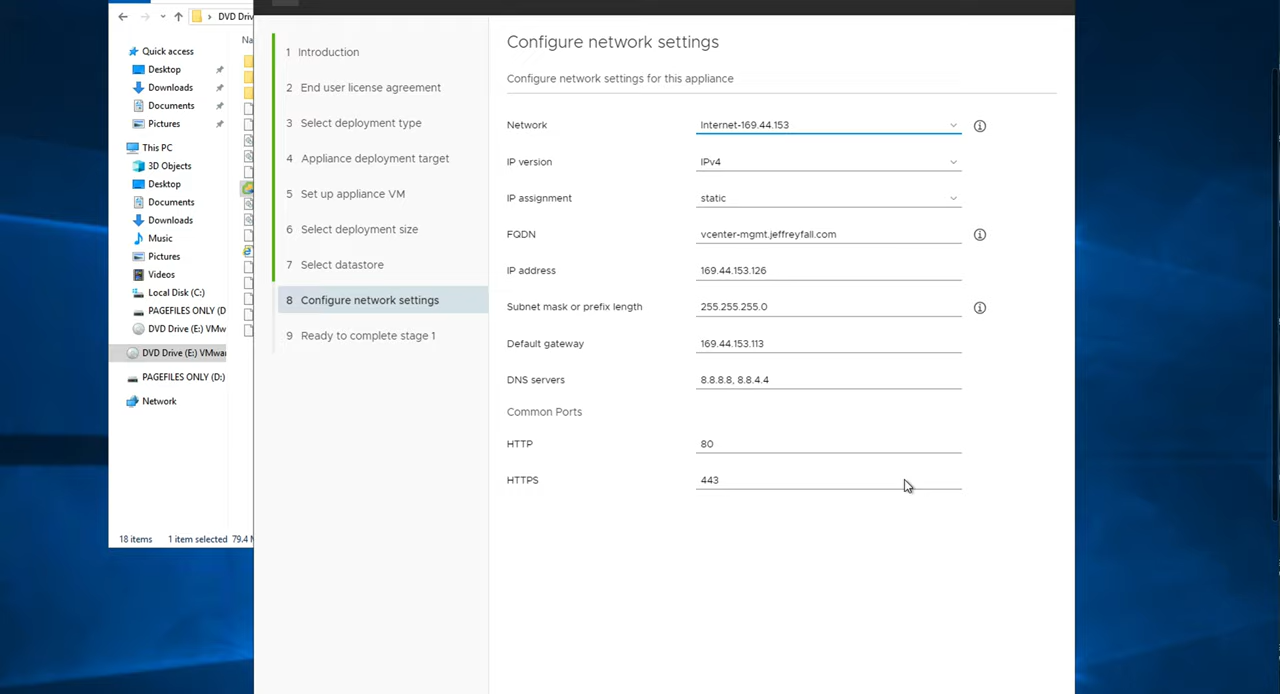 DVD Driv
Na
Quick access
Desktop
Downloads
Documents
Pictures
This PC
3D Objects
Desktop
Documents
Downloads
Music
Pictures
Videos
Local Disk (C:)
PAGEFILES ONLY (D
DVD Drive (E:) VMw
DVD Drive (E:) VMwar
PAGEFILES ONLY (D:)
Network
18 items 1 item selected 79.4 M
1 Introduction
2 End user license agreement
3 Select deployment type
4 Appliance deployment target
5 Set up appliance VM
6 Select deployment size
7 Select datastore
8 Configure network settings
9 Ready to complete stage 1
Configure network settings
Configure network settings for this appliance
Network Internet-169.44.153
IP version IPv4
IP assignment static
FQDN vcenter-mgmt.jeffreyfall.com
IP address 169.44.153.126
Subnet mask or prefix length 255.255.255.0
Default gateway 169.44.153.113
DNS servers 8.8.8.8, 8.8.4.4
Common Ports
HTTP 80
HTTPS 443